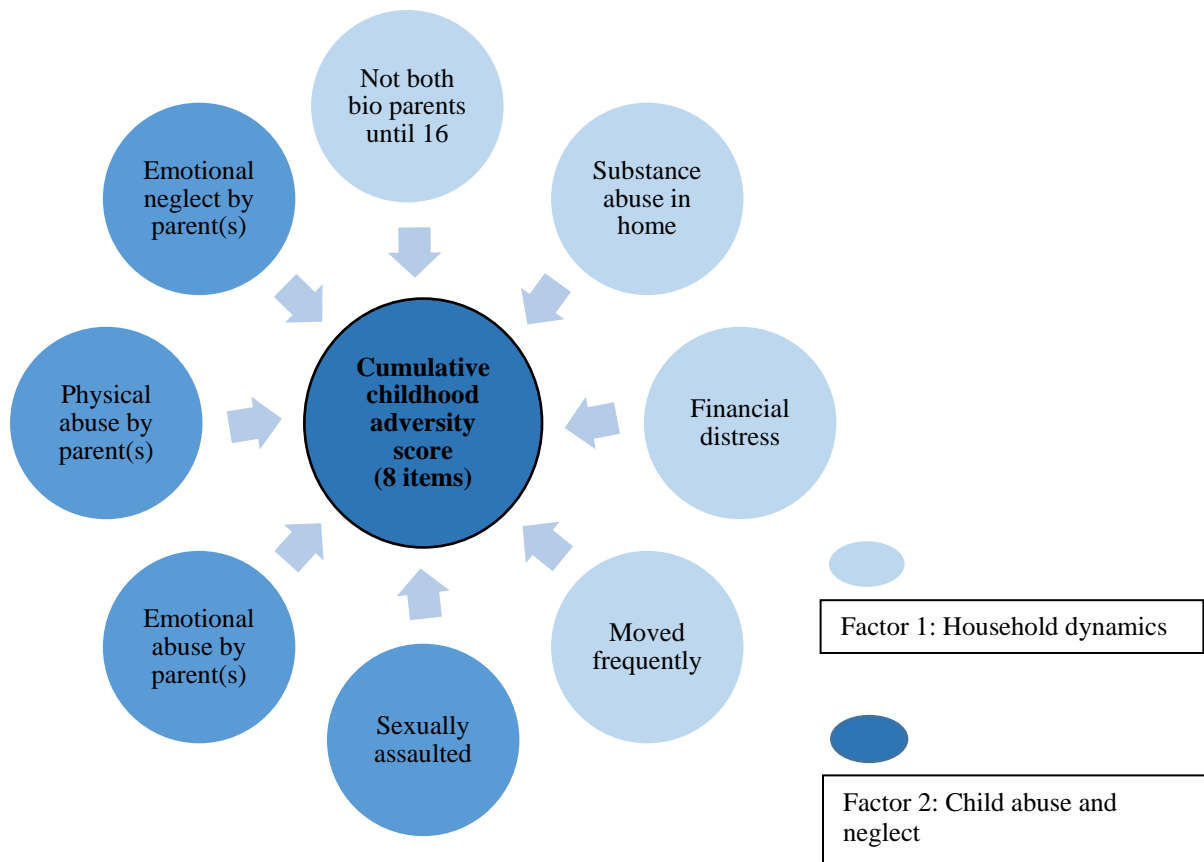 Not both
bio parents
until 16
Substance
abuse in
home
Financial
distress
Moved
frequently
Sexually
assaulted
Emotional
abuse by
parent(s)
Physical
abuse by
parent(s)
Emotional
neglect by
parent(s)
Cumulative
childhood
adversity
score
(8 items)
Factor 1: Household dynamics
Factor 2: Child abuse and
neglect